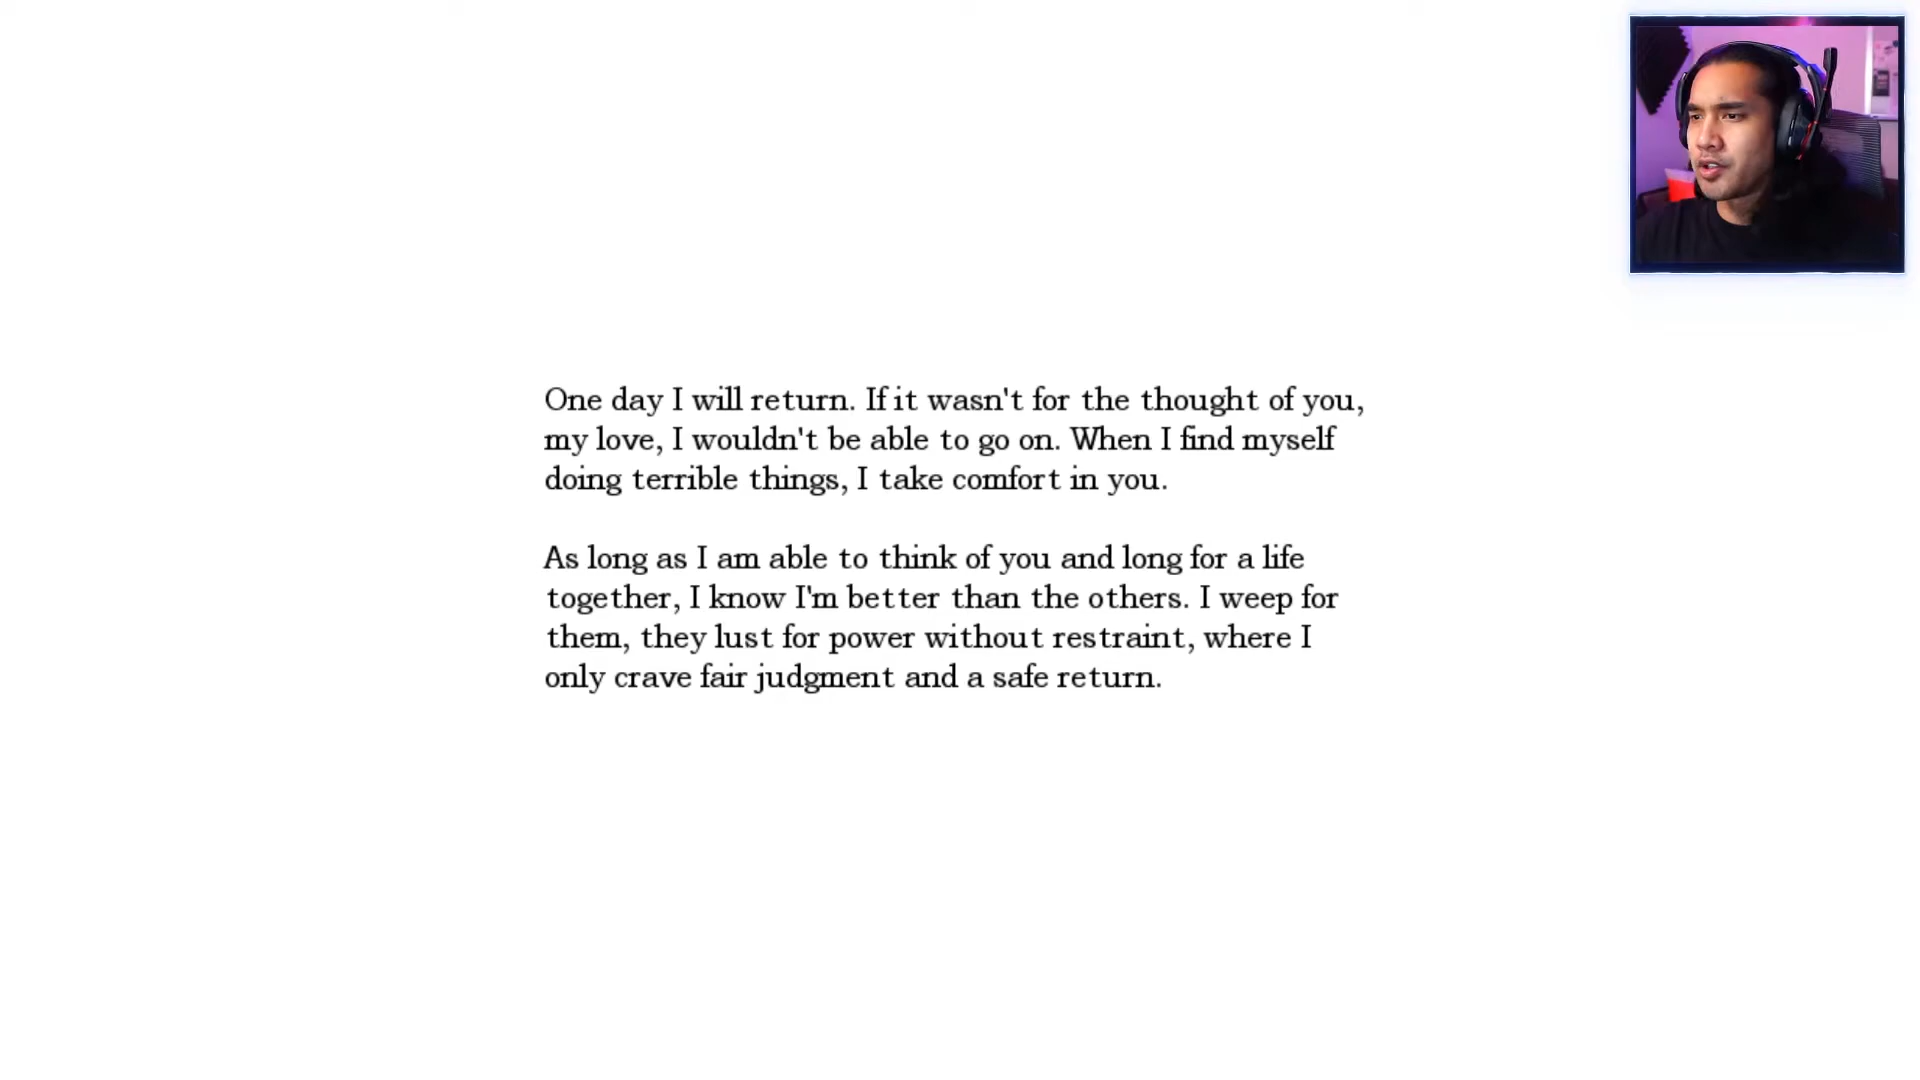 One day I will return. If it wasn't for the thought of you,
my love, I wouldn't be able to go on. When I find myself
doing terrible things, I take comfort in you.
As long as I am able to think of you and long for a life
together, I know I'm better than the others. I weep for
them, they lust for power without restraint, where I
only crave fair judgment and a safe return.